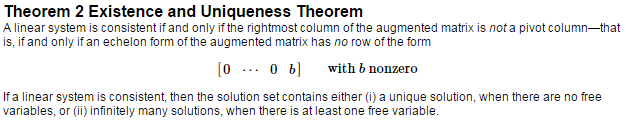 Theorem 2 Existence and Uniqueness Theorem
A linear system is consistent if and only if the rightmost column of the augmented matrix is not a pivot column—that
is, if and only if an echelon form of the augmented matrix has no row of the form
[0 ⋯ 0 b] with b nonzero
If a linear system is consistent, then the solution set contains either (i) a unique solution, when there are no free
variables, or (ii) infinitely many solutions, when there is at least one free variable.